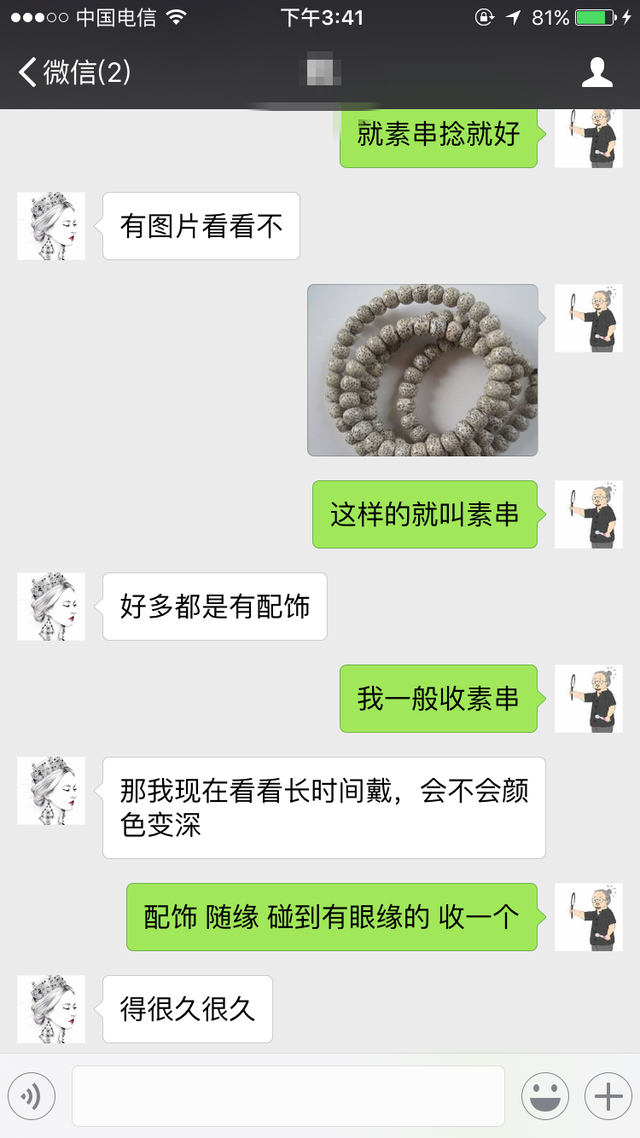 中国电信
下午3:41
81%
微信(2)
就素串捻就好
有图片看看不
这样的就叫素串
好多都是有配饰
我一般收素串
那我现在看看长时间戴，会不会颜
色变深
配饰 随缘 碰到有眼缘的 收一个
得很久很久